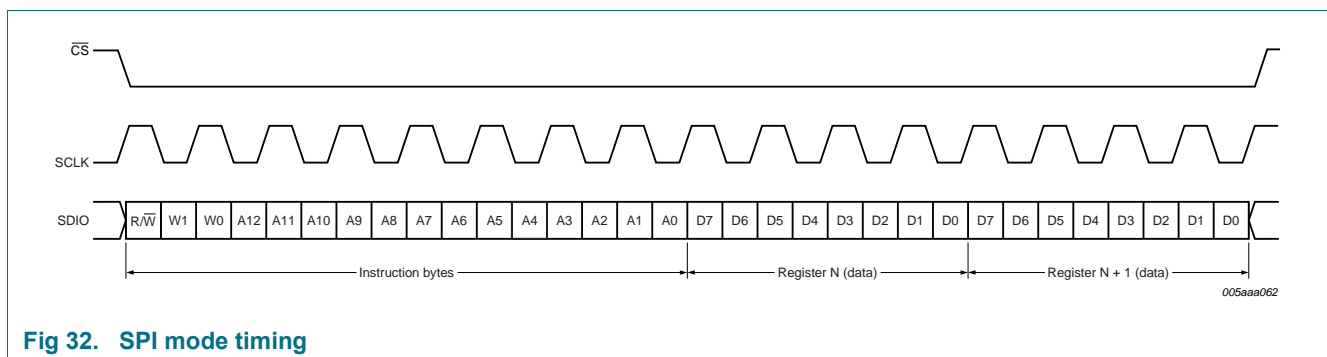 C̅S̅
SCLK
SDIO R/W̅ W1 W0 A12 A11 A10 A9 A8 A7 A6 A5 A4 A3 A2 A1 A0 D7 D6 D5 D4 D3 D2 D1 D0 D7 D6 D5 D4 D3 D2 D1 D0
Instruction bytes Register N (data) Register N + 1 (data)
005aaa062
Fig 32. SPI mode timing